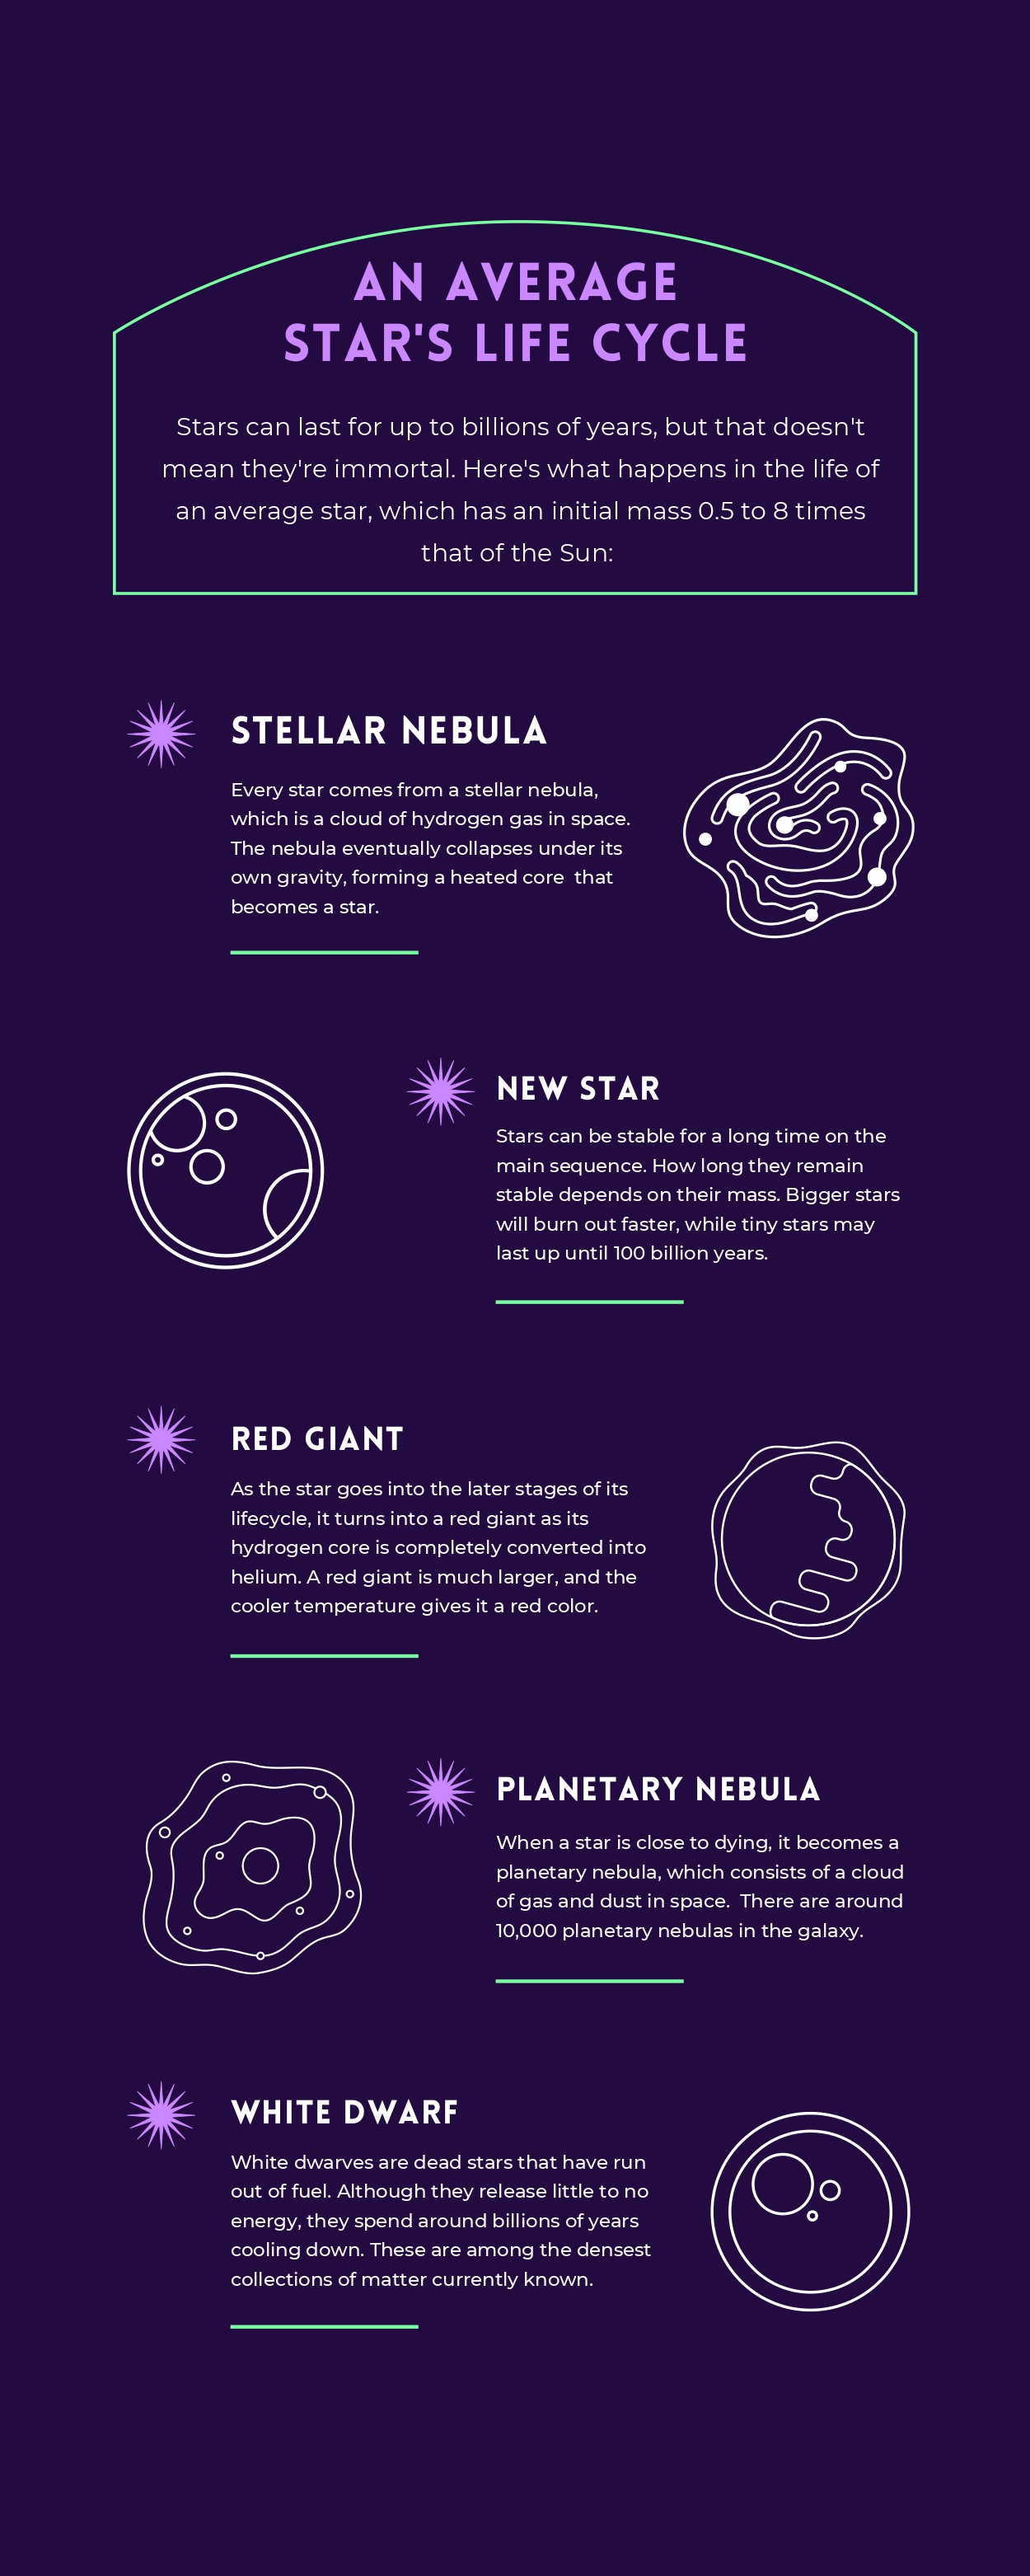 AN AVERAGE
STAR'S LIFE CYCLE
Stars can last for up to billions of years, but that doesn't
mean they're immortal. Here's what happens in the life of
an average star, which has an initial mass 0.5 to 8 times
that of the Sun:
STELLAR NEBULA
Every star comes from a stellar nebula,
which is a cloud of hydrogen gas in space.
The nebula eventually collapses under its
own gravity, forming a heated core  that
becomes a star.
NEW STAR
Stars can be stable for a long time on the
main sequence. How long they remain
stable depends on their mass. Bigger stars
will burn out faster, while tiny stars may
last up until 100 billion years.
RED GIANT
As the star goes into the later stages of its
lifecycle, it turns into a red giant as its
hydrogen core is completely converted into
helium. A red giant is much larger, and the
cooler temperature gives it a red color.
PLANETARY NEBULA
When a star is close to dying, it becomes a
planetary nebula, which consists of a cloud
of gas and dust in space.  There are around
10,000 planetary nebulas in the galaxy.
WHITE DWARF
White dwarves are dead stars that have run
out of fuel. Although they release little to no
energy, they spend around billions of years
cooling down. These are among the densest
collections of matter currently known.